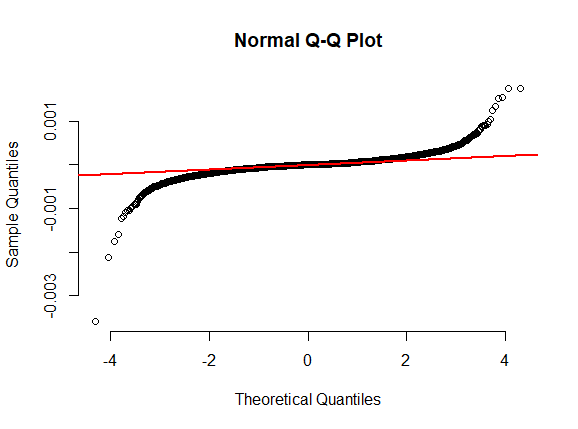 Normal Q-Q Plot
Sample Quantiles
0.001
-0.001
-0.003
-4 -2 0 2 4
Theoretical Quantiles